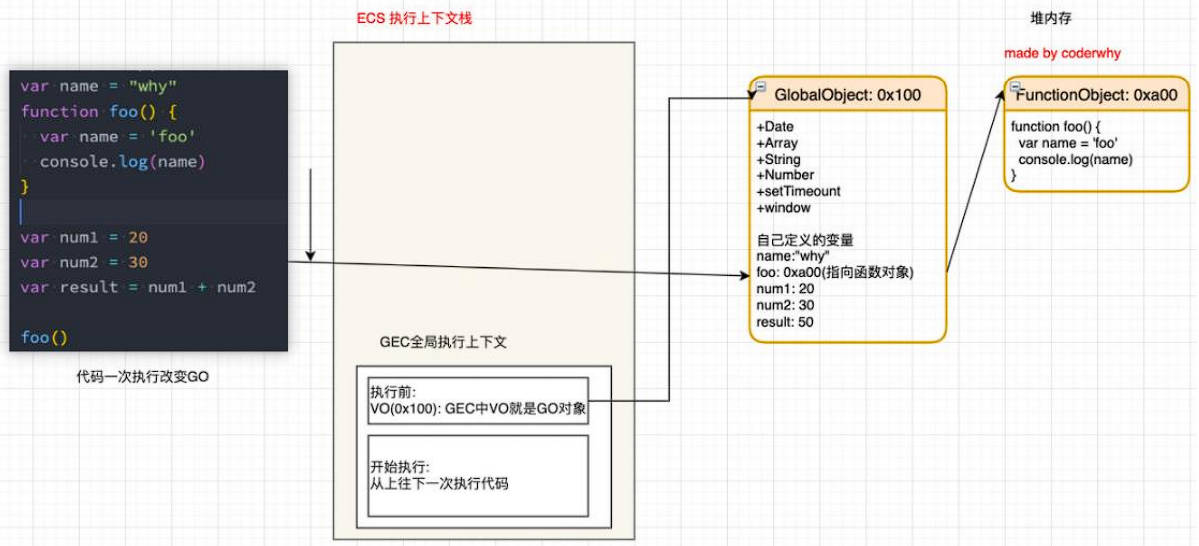 ECS 执行上下文栈
堆内存
made by coderwhy
var name = "why"
function foo() {
  var name = 'foo'
  console.log(name)
}
var num1 = 20
var num2 = 30
var result = num1 + num2
foo()
代码一次执行改变GO
GEC全局执行上下文
执行前:
VO(0x100): GEC中VO就是GO对象
开始执行:
从上往下一次执行代码
GlobalObject: 0x100
+Date
+Array
+String
+Number
+setTimeount
+window
自己定义的变量
name:"why"
foo: 0xa00(指向函数对象)
num1: 20
num2: 30
result: 50
FunctionObject: 0xa00
function foo() {
  var name = 'foo'
  console.log(name)
}